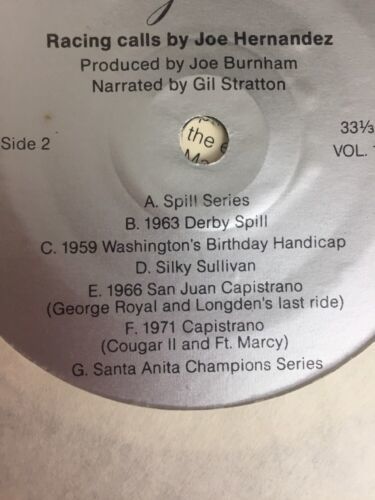 Racing calls by Joe Hernandez
Produced by Joe Burnham
Narrated by Gil Stratton
Side 2
the
33⅓
VOL.
A. Spill Series
B. 1963 Derby Spill
C. 1959 Washington's Birthday Handicap
D. Silky Sullivan
E. 1966 San Juan Capistrano
(George Royal and Longden's last ride)
F. 1971 Capistrano
(Cougar II and Ft. Marcy)
G. Santa Anita Champions Series